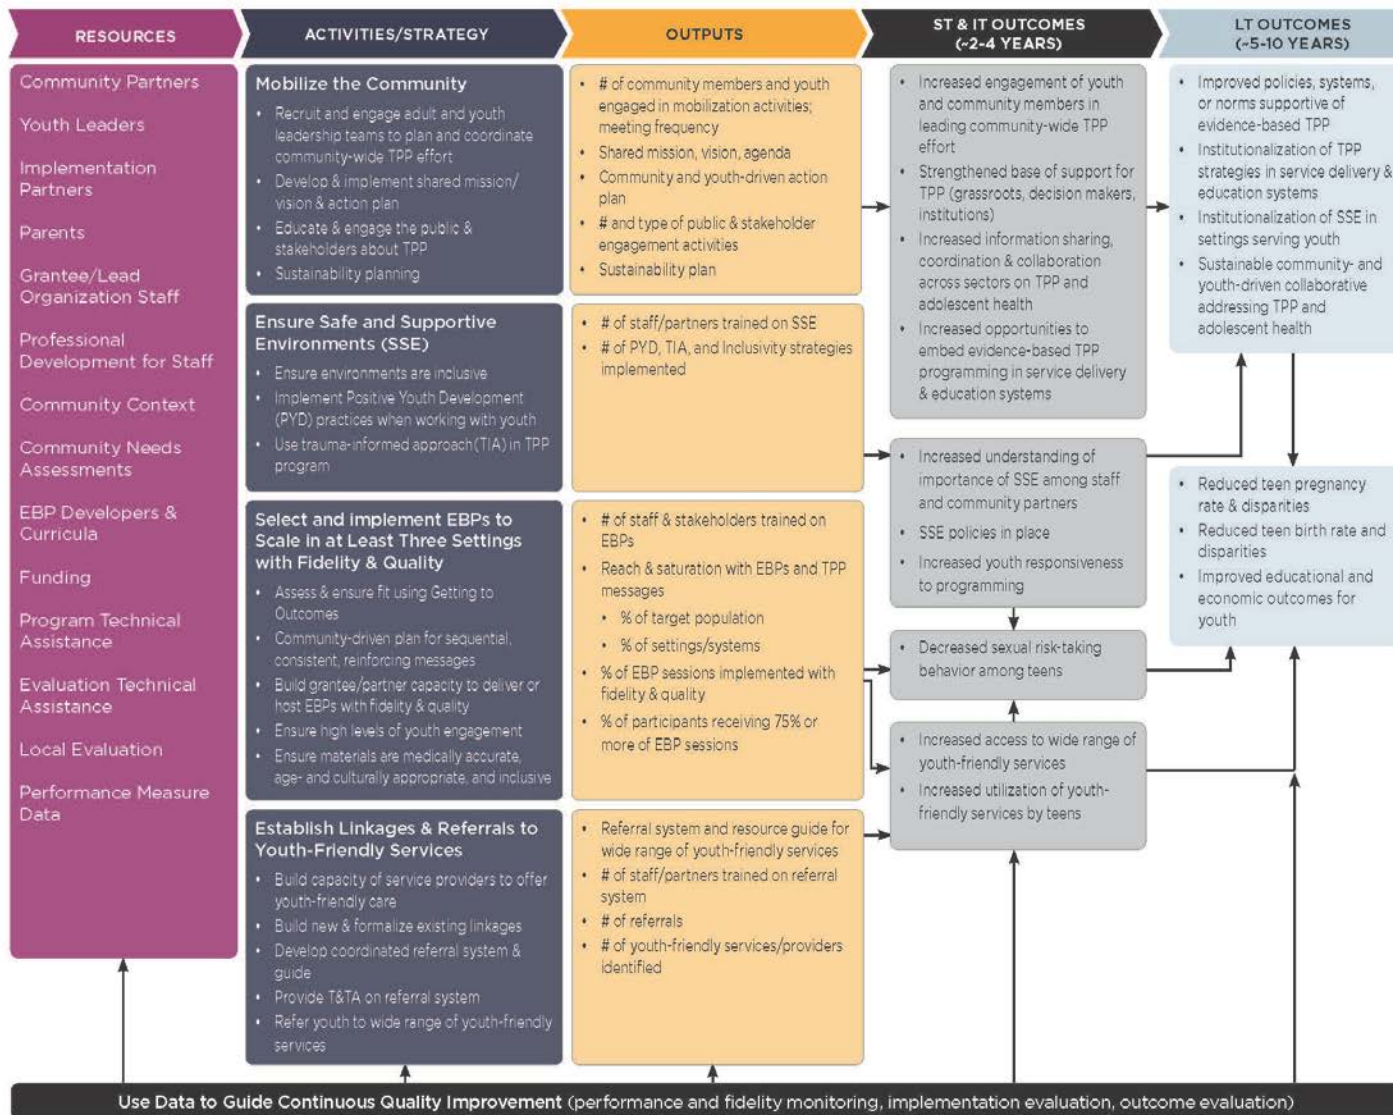 RESOURCES
ACTIVITIES/STRATEGY
OUTPUTS
ST & IT OUTCOMES
(~2-4 YEARS)
LT OUTCOMES
(~5-10 YEARS)
Community Partners
Youth Leaders
Implementation
Partners
Parents
Grantee/Lead
Organization Staff
Professional
Development for Staff
Community Context
Community Needs
Assessments
EBP Developers &
Curricula
Funding
Program Technical
Assistance
Evaluation Technical
Assistance
Local Evaluation
Performance Measure
Data
Mobilize the Community
• Recruit and engage adult and youth
leadership teams to plan and coordinate
community-wide TPP effort
• Develop & implement shared mission/
vision & action plan
• Educate & engage the public &
stakeholders about TPP
• Sustainability planning
Ensure Safe and Supportive
Environments (SSE)
• Ensure environments are inclusive
• Implement Positive Youth Development
(PYD) practices when working with youth
• Use trauma-informed approach(TIA) in TPP
program
Select and implement EBPs to
Scale in at Least Three Settings
with Fidelity & Quality
• Assess & ensure fit using Getting to
Outcomes
• Community-driven plan for sequential,
consistent, reinforcing messages
• Build grantee/partner capacity to deliver or
host EBPs with fidelity & quality
• Ensure high levels of youth engagement
• Ensure materials are medically accurate,
age- and culturally appropriate, and inclusive
Establish Linkages & Referrals to
Youth-Friendly Services
• Build capacity of service providers to offer
youth-friendly care
• Build new & formalize existing linkages
• Develop coordinated referral system &
guide
• Provide T&TA on referral system
• Refer youth to wide range of youth-friendly
services
• # of community members and youth
engaged in mobilization activities;
meeting frequency
• Shared mission, vision, agenda
• Community and youth-driven action
plan
• # and type of public & stakeholder
engagement activities
• Sustainability plan
• # of staff/partners trained on SSE
• # of PYD, TIA, and Inclusivity strategies
implemented
• # of staff & stakeholders trained on
EBPs
• Reach & saturation with EBPs and TPP
messages
• % of target population
• % of settings/systems
• % of EBP sessions implemented with
fidelity & quality
• % of participants receiving 75% or
more of EBP sessions
• Referral system and resource guide for
wide range of youth-friendly services
• # of staff/partners trained on referral
system
• # of referrals
• # of youth-friendly services/providers
identified
• Increased engagement of youth
and community members in
leading community-wide TPP
effort
• Strengthened base of support for
TPP (grassroots, decision makers,
institutions)
• Increased information sharing,
coordination & collaboration
across sectors on TPP and
adolescent health
• Increased opportunities to
embed evidence-based TPP
programming in service delivery
& education systems
• Increased understanding of
importance of SSE among staff
and community partners
• SSE policies in place
• Increased youth responsiveness
to programming
• Decreased sexual risk-taking
behavior among teens
• Increased access to wide range of
youth-friendly services
• Increased utilization of youth-
friendly services by teens
• Improved policies, systems,
or norms supportive of
evidence-based TPP
• Institutionalization of TPP
strategies in service delivery &
education systems
• Institutionalization of SSE in
settings serving youth
• Sustainable community- and
youth-driven collaborative
addressing TPP and
adolescent health
• Reduced teen pregnancy
rate & disparities
• Reduced teen birth rate and
disparities
• Improved educational and
economic outcomes for
youth
Use Data to Guide Continuous Quality Improvement (performance and fidelity monitoring, implementation evaluation, outcome evaluation)